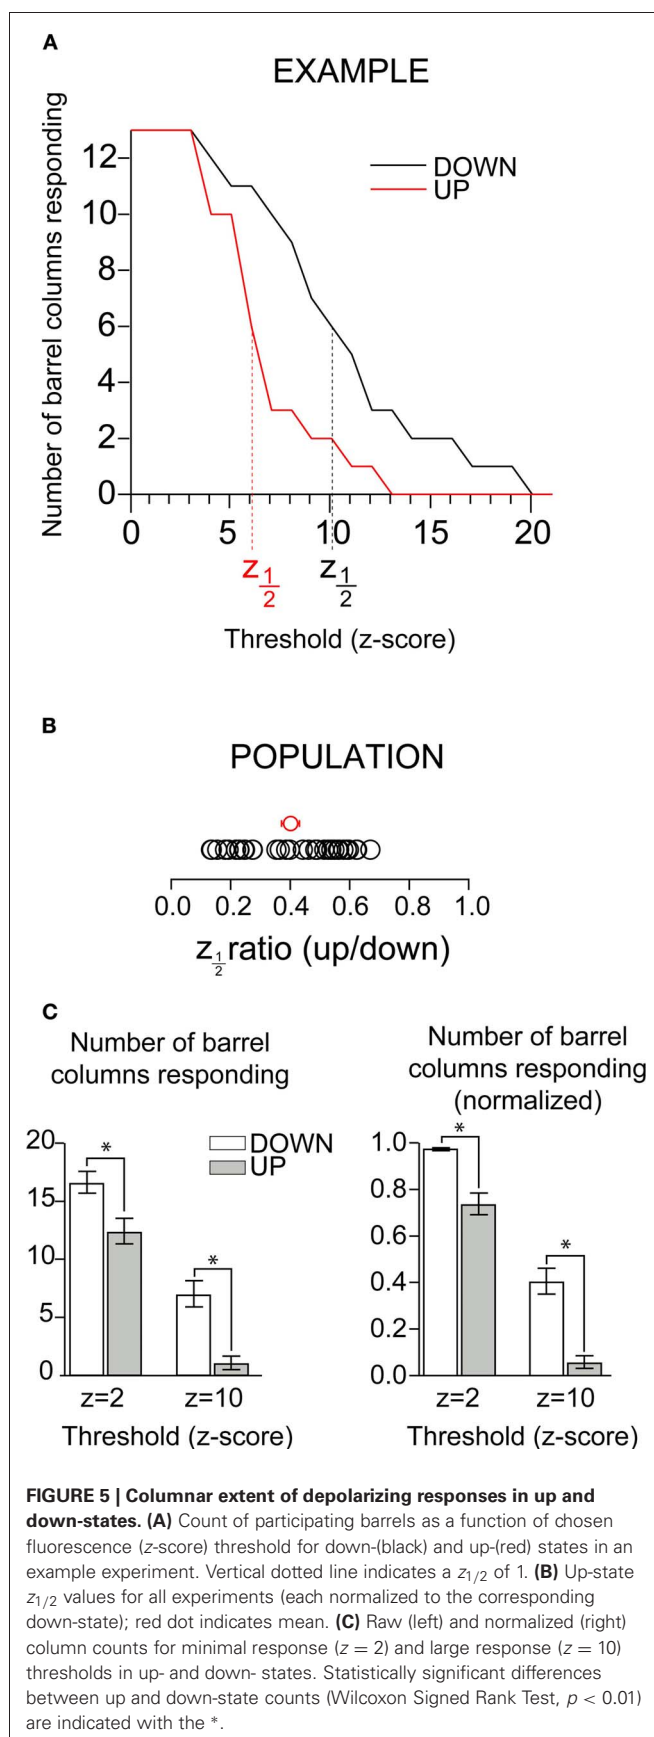 A
EXAMPLE
Number of barrel columns responding
12
10
8
6
4
2
0
DOWN
UP
0 5 10 15 20
z 1/2 z 1/2
Threshold (z-score)
B
POPULATION
0.0 0.2 0.4 0.6 0.8 1.0
z 1/2 ratio (up/down)
C
Number of barrel
columns responding
20
15
10
5
0
* *
DOWN
UP
z=2 z=10
Threshold (z-score)
Number of barrel
columns responding
(normalized)
1.0
0.8
0.6
0.4
0.2
0.0
* *
z=2 z=10
Threshold (z-score)
FIGURE 5 | Columnar extent of depolarizing responses in up and
down-states. (A) Count of participating barrels as a function of chosen
fluorescence (z-score) threshold for down-(black) and up-(red) states in an
example experiment. Vertical dotted line indicates a z1/2 of 1. (B) Up-state
z1/2 values for all experiments (each normalized to the corresponding
down-state); red dot indicates mean. (C) Raw (left) and normalized (right)
column counts for minimal response (z = 2) and large response (z = 10)
thresholds in up- and down- states. Statistically significant differences
between up and down-state counts (Wilcoxon Signed Rank Test, p < 0.01)
are indicated with the *.